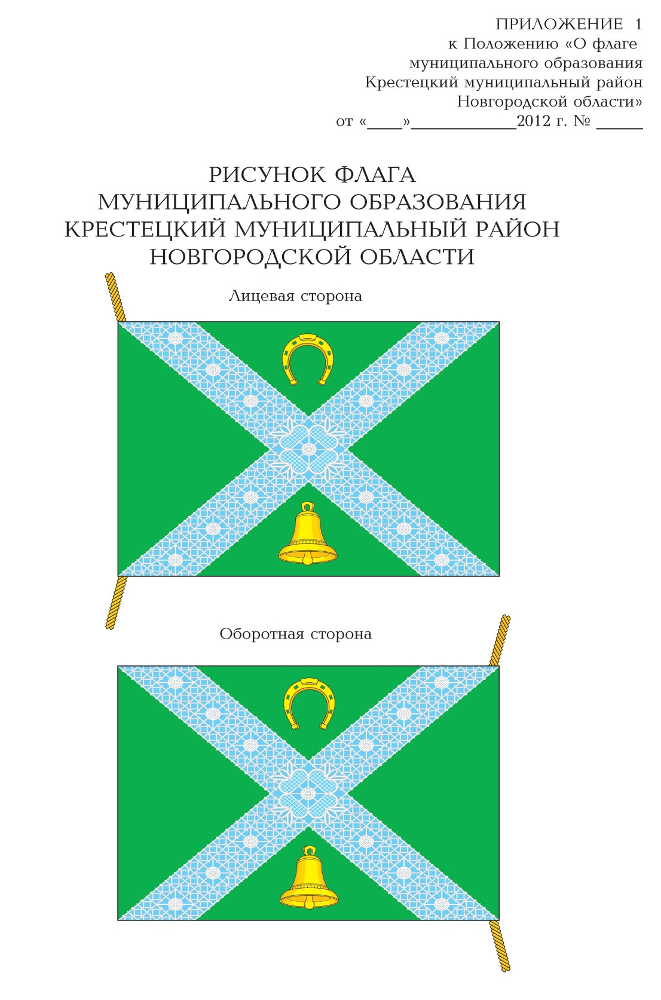 ПРИЛОЖЕНИЕ 1
к Положению «О флаге
муниципального образования
Крестецкий муниципальный район
Новгородской области»
от «____»____________2012 г. № _____
РИСУНОК ФЛАГА
МУНИЦИПАЛЬНОГО ОБРАЗОВАНИЯ
КРЕСТЕЦКИЙ МУНИЦИПАЛЬНЫЙ РАЙОН
НОВГОРОДСКОЙ ОБЛАСТИ
Лицевая сторона
Оборотная сторона